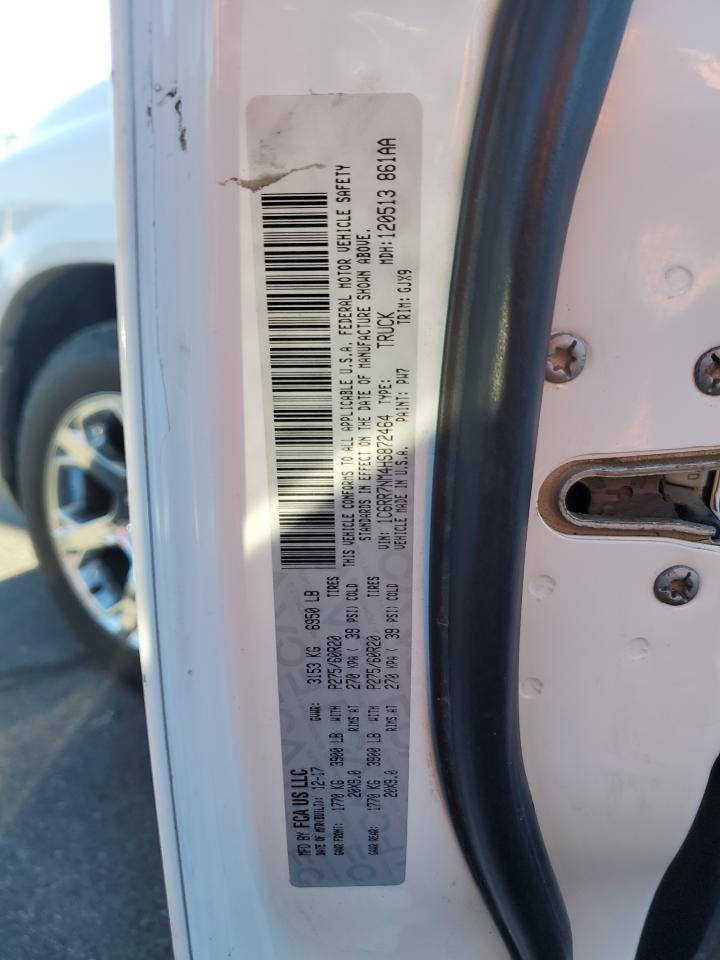 MFD BY FCA US LLC
DATE OF MFR(BUILD): 12-17 GVWR: 3153 KG 6950 LB
GAWR FRONT: 1770 KG 3900 LB WITH P275/60R20 TIRES
20X9.0 RIMS AT 270 KPA ( 39 PSI) COLD
GAWR REAR: 1770 KG 3900 LB WITH P275/60R20 TIRES
20X9.0 RIMS AT 270 KPA ( 39 PSI) COLD
THIS VEHICLE CONFORMS TO ALL APPLICABLE U.S.A. FEDERAL MOTOR VEHICLE SAFETY
STANDARDS IN EFFECT ON THE DATE OF MANUFACTURE SHOWN ABOVE.
VIN: 1C6RR7NM4HS872464 TYPE: TRUCK MDH: 120513 861AA
VEHICLE MADE IN U.S.A. PAINT: PW7 TRIM: GJX9